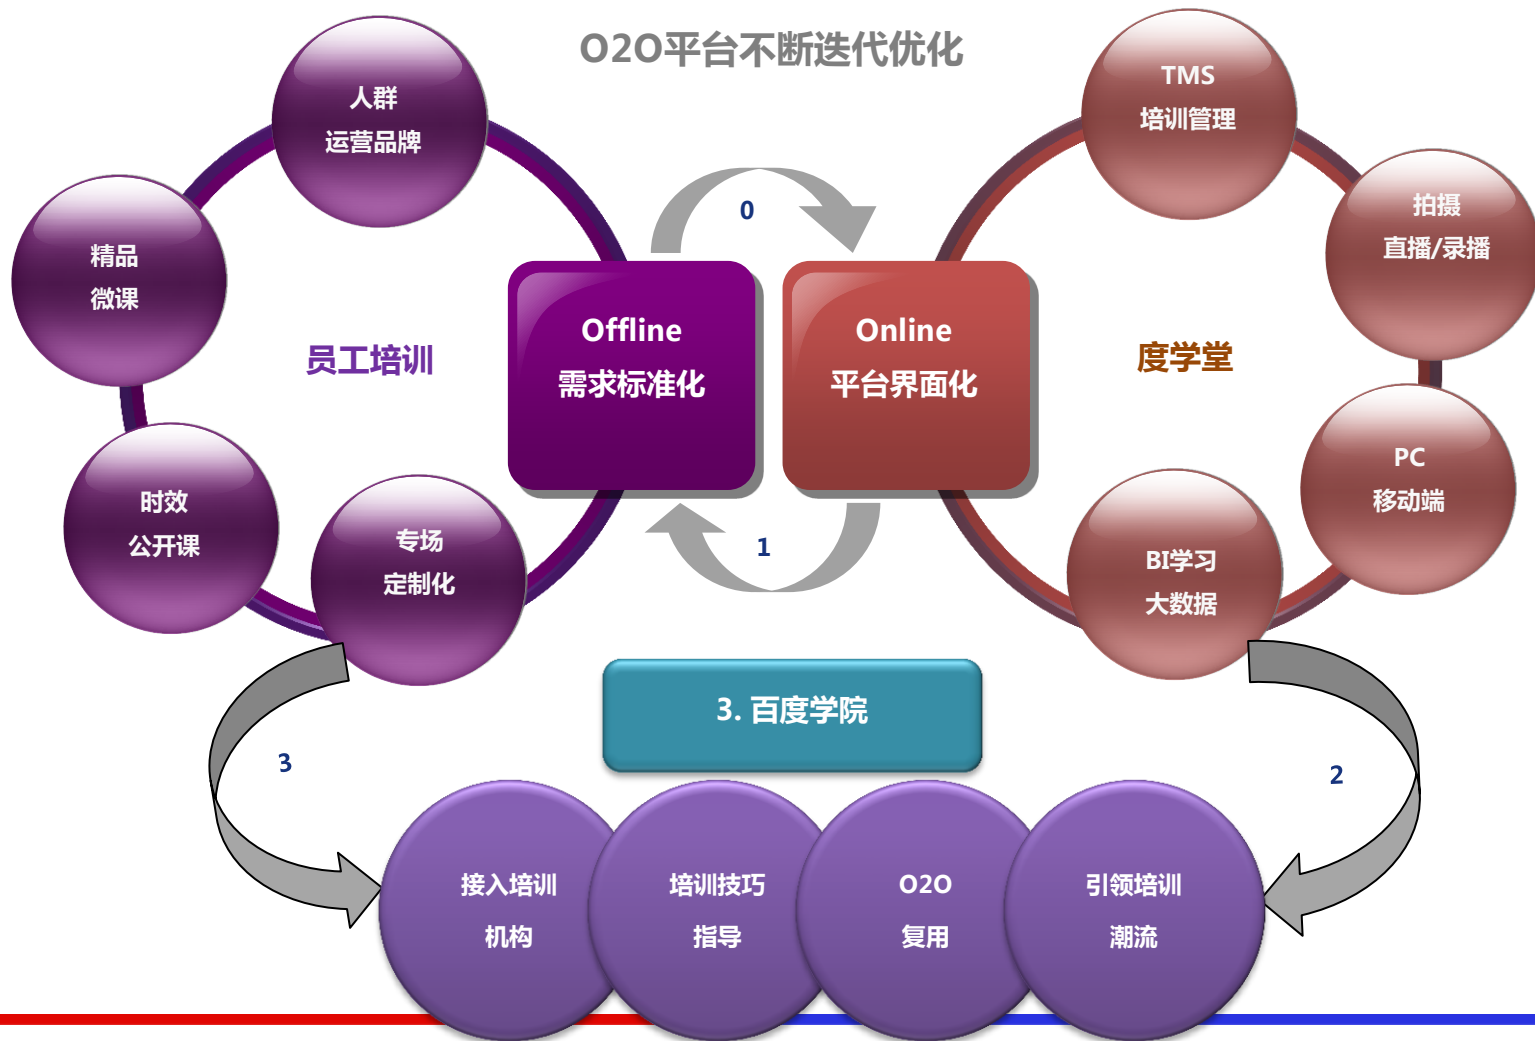 O2O平台不断迭代优化
人群
运营品牌
精品
微课
时效
公开课
专场
定制化
员工培训
Offline
需求标准化
0
1
Online
平台界面化
度学堂
TMS
培训管理
拍摄
直播/录播
PC
移动端
BI学习
大数据
3
2
3. 百度学院
接入培训
机构
培训技巧
指导
O2O
复用
引领培训
潮流